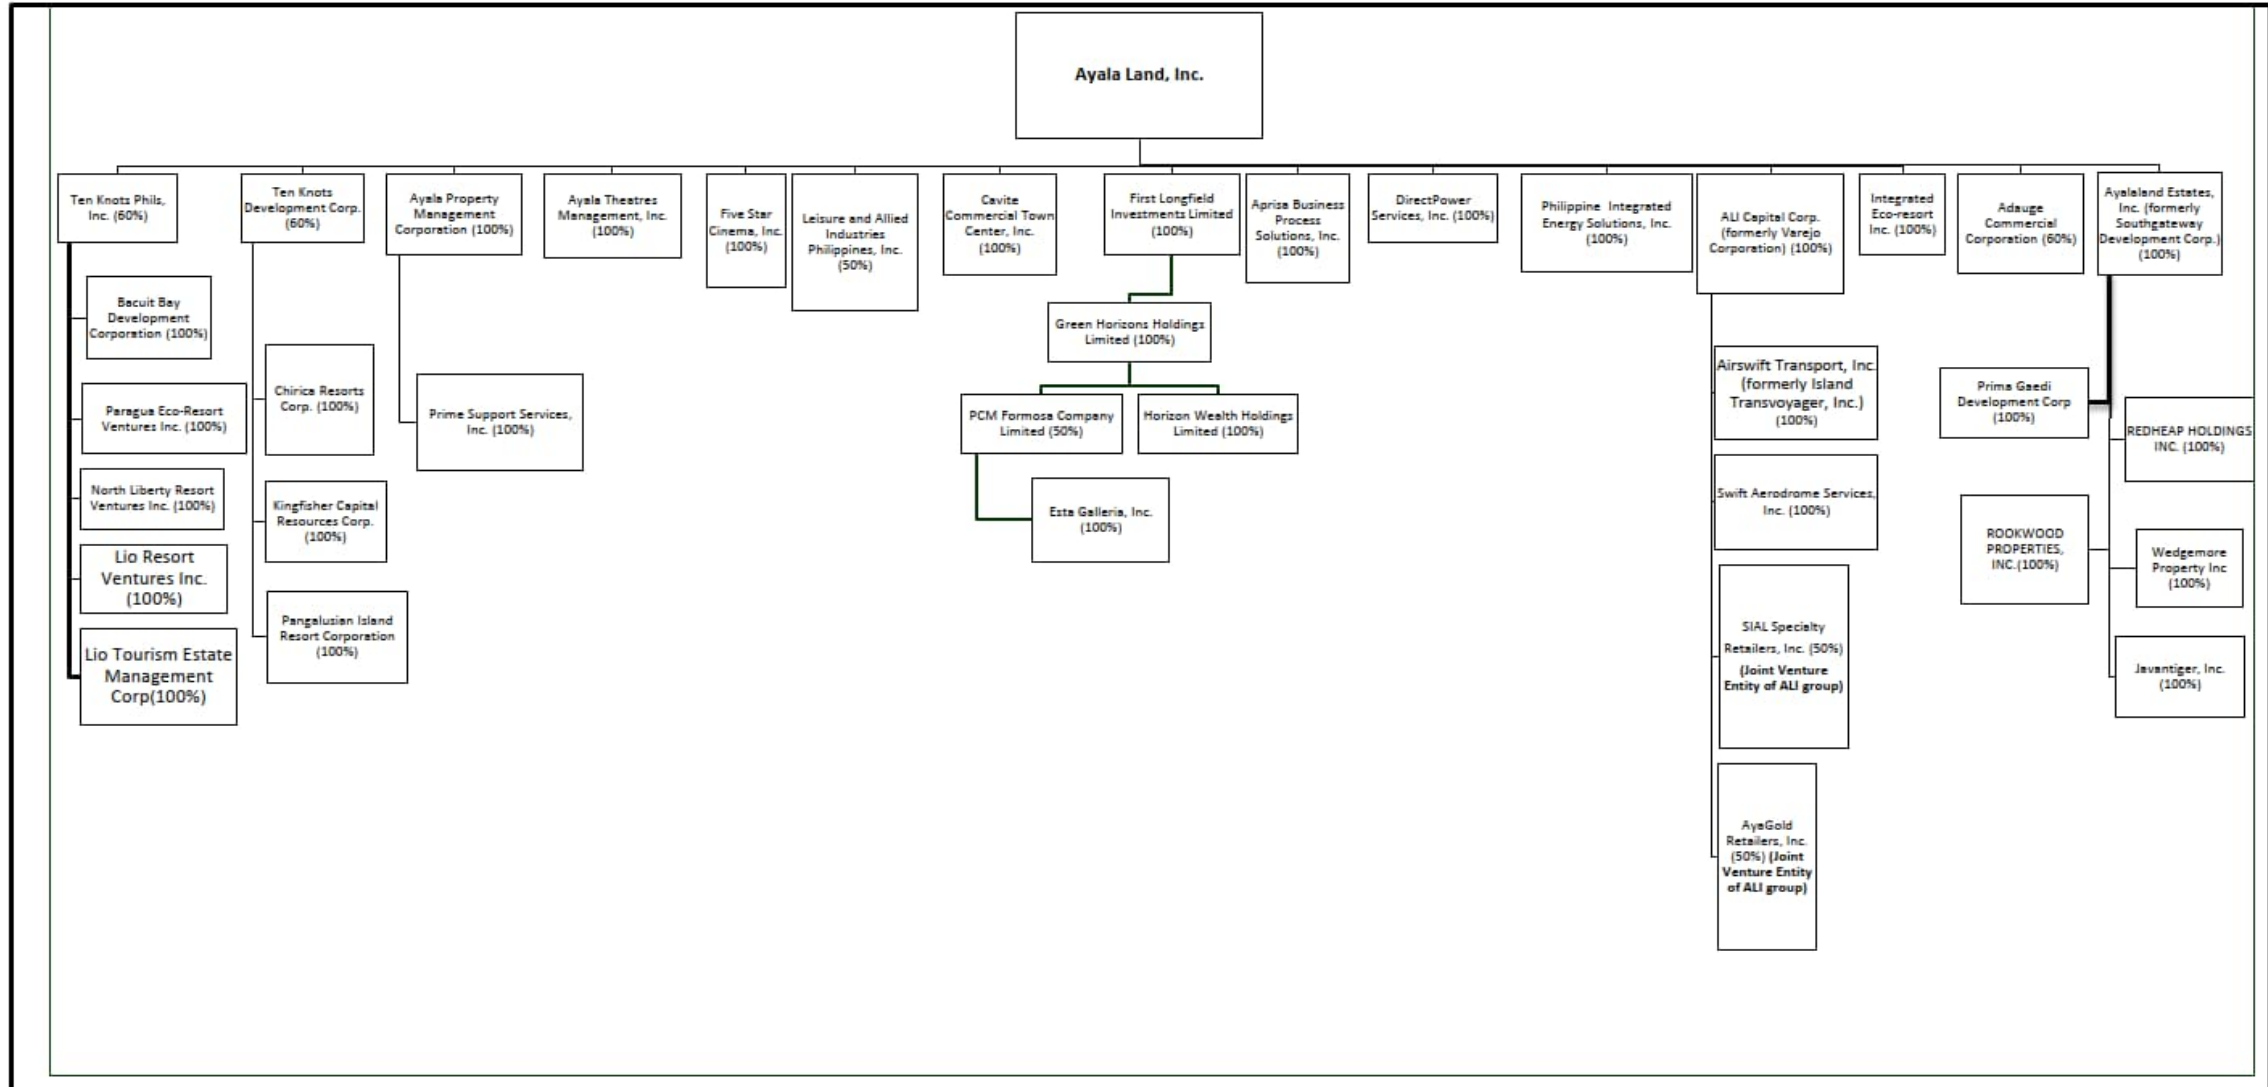 Ayala Land, Inc.
Ten Knots Phils,
Inc. (60%)
Ten Knots
Development Corp.
(60%)
Ayala Property
Management
Corporation (100%)
Ayala Theatres
Management, Inc.
(100%)
Five Star
Cinema, Inc.
(100%)
Leisure and Allied
Industries
Philippines, Inc.
(50%)
Cavite
Commercial Town
Center, Inc.
(100%)
First Longfield
Investments Limited
(100%)
Aprisa Business
Process
Solutions, Inc.
(100%)
DirectPower
Services, Inc. (100%)
Philippine Integrated
Energy Solutions, Inc.
(100%)
ALI Capital Corp.
(formerly Varejo
Corporation) (100%)
Integrated
Eco-resort
Inc. (100%)
Adauge
Commercial
Corporation (60%)
Ayalaland Estates,
Inc. (formerly
Southgateway
Development Corp.)
(100%)
Bacuit Bay
Development
Corporation (100%)
Paragua Eco-Resort
Ventures Inc. (100%)
North Liberty Resort
Ventures Inc. (100%)
Lio Resort
Ventures Inc.
(100%)
Lio Tourism Estate
Management
Corp(100%)
Chirica Resorts
Corp. (100%)
Kingfisher Capital
Resources Corp.
(100%)
Pangalusian Island
Resort Corporation
(100%)
Prime Support Services,
Inc. (100%)
Green Horizons Holdings
Limited (100%)
PCM Formosa Company
Limited (50%)
Horizon Wealth Holdings
Limited (100%)
Esta Galleria, Inc.
(100%)
Airswift Transport, Inc.
(formerly Island
Transvoyager, Inc.)
(100%)
Swift Aerodrome Services,
Inc. (100%)
SIAL Specialty
Retailers, Inc. (50%)
(Joint Venture
Entity of ALI group)
AyaGold
Retailers, Inc.
(50%) (Joint
Venture Entity
of ALI group)
Prima Gaedi
Development Corp
(100%)
REDHEAP HOLDINGS
INC. (100%)
ROOKWOOD
PROPERTIES,
INC.(100%)
Wedgemore
Property Inc
(100%)
Javantiger, Inc.
(100%)